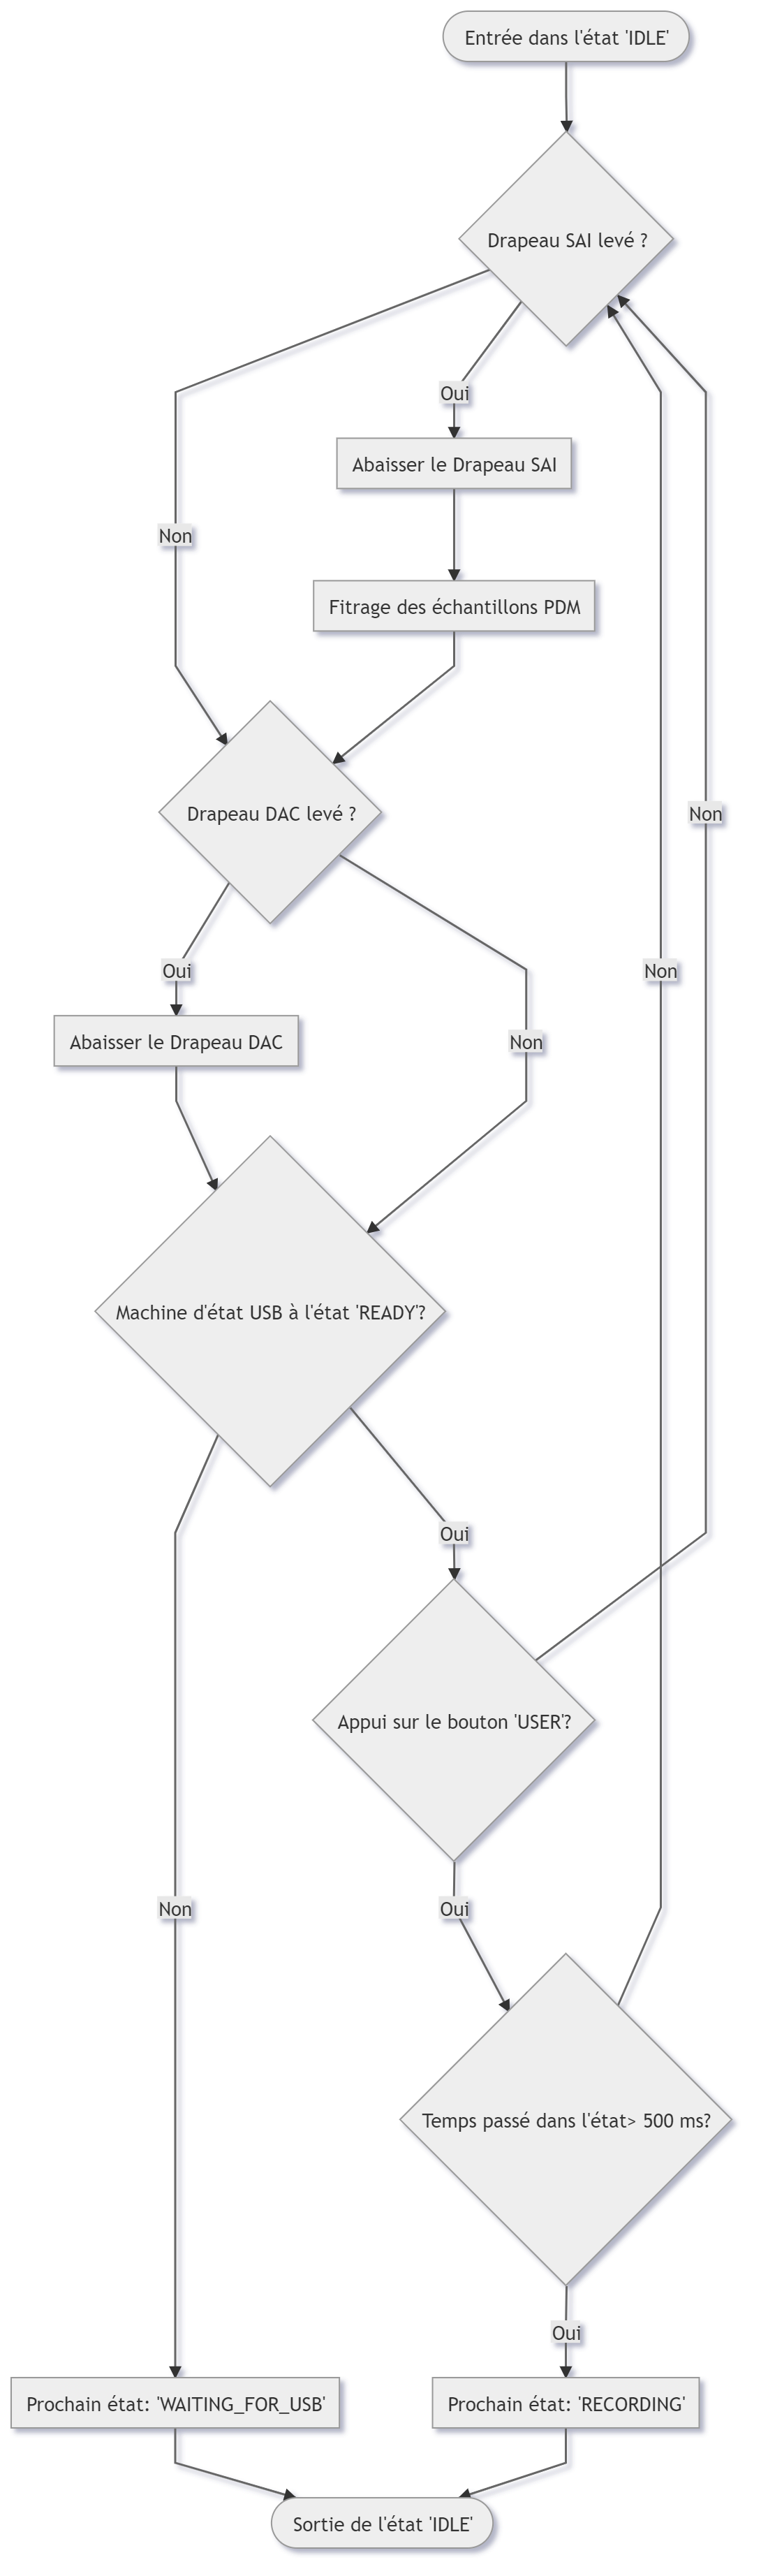 Entrée dans l'état 'IDLE'
Drapeau SAI levé ?
Oui
Abaisser le Drapeau SAI
Non
Fitrage des échantillons PDM
Drapeau DAC levé ?
Non
Oui
Non
Abaisser le Drapeau DAC
Non
Machine d'état USB à l'état 'READY'?
Oui
Appui sur le bouton 'USER'?
Non
Oui
Temps passé dans l'état> 500 ms?
Oui
Prochain état: 'WAITING_FOR_USB'
Prochain état: 'RECORDING'
Sortie de l'état 'IDLE'